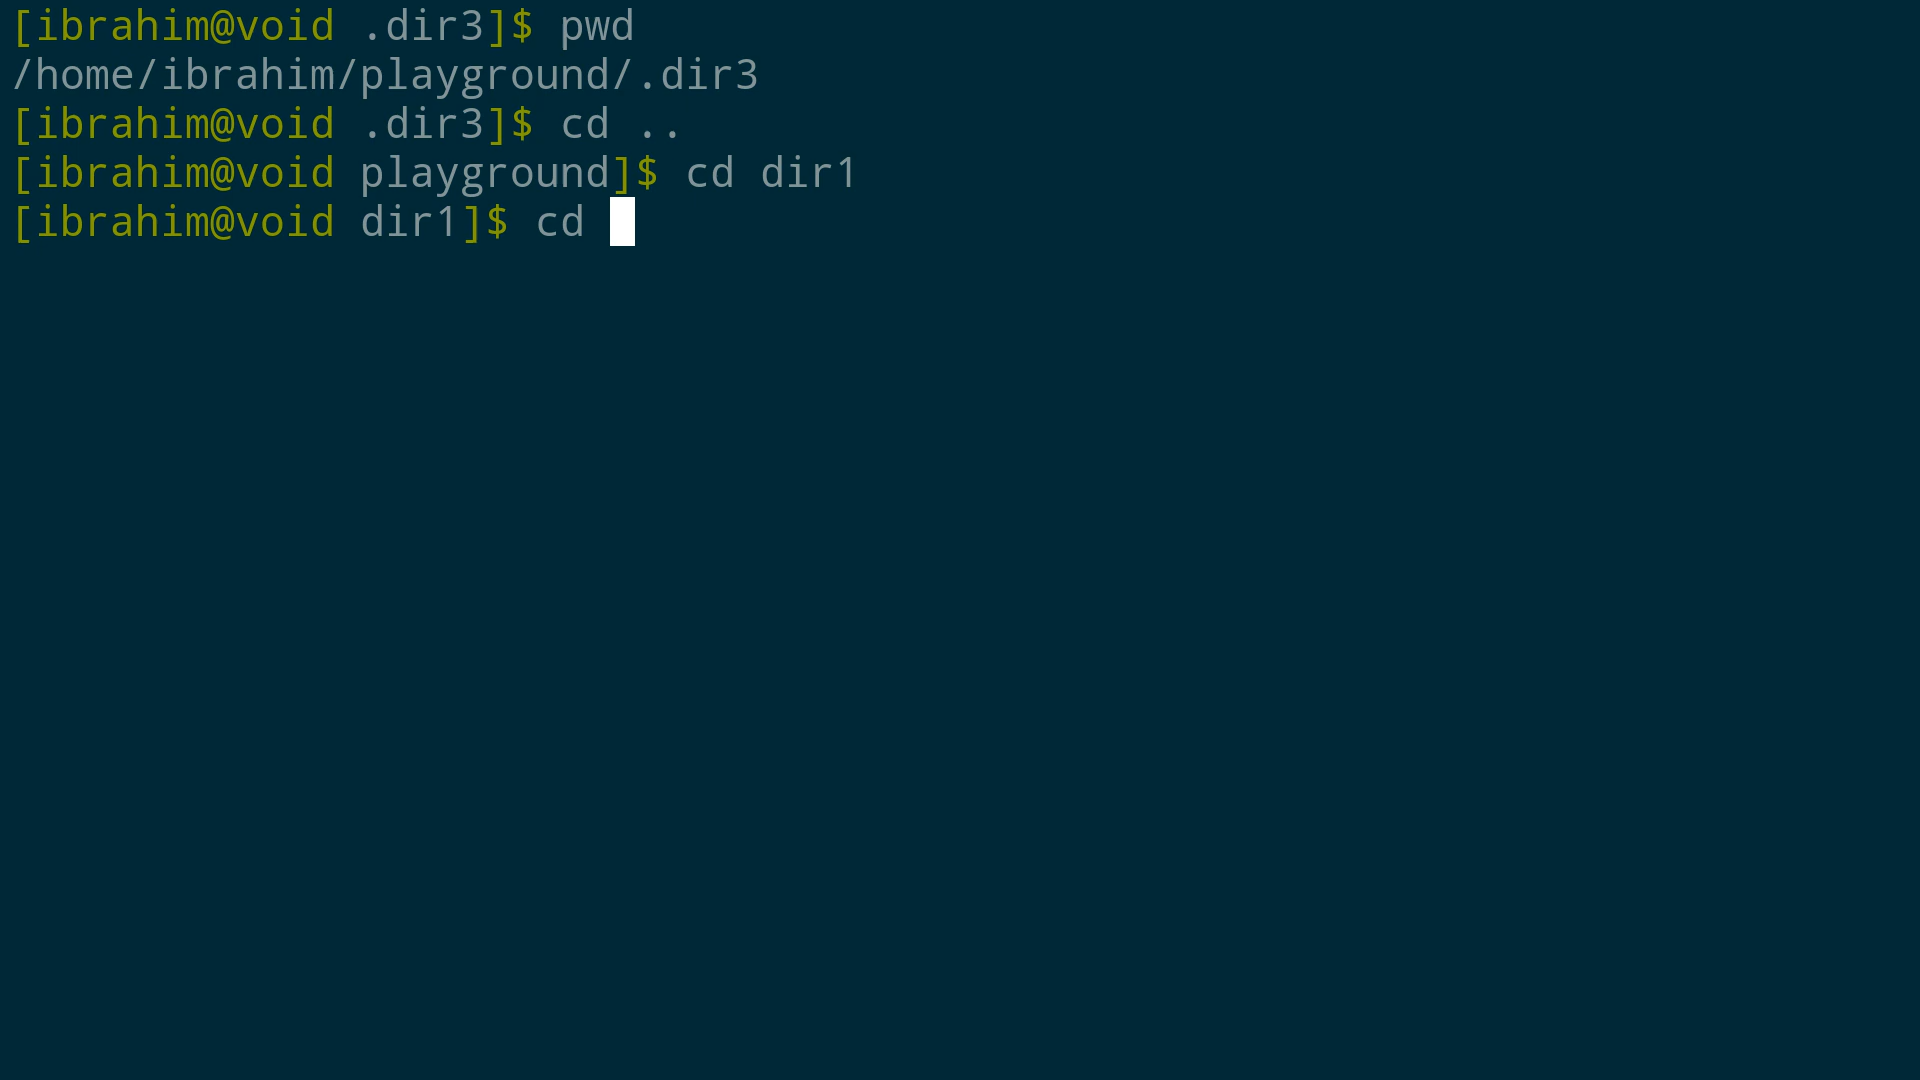 [ibrahim@void .dir3]$ pwd
/home/ibrahim/playground/.dir3
[ibrahim@void .dir3]$ cd ..
[ibrahim@void playground]$ cd dir1
[ibrahim@void dir1]$ cd